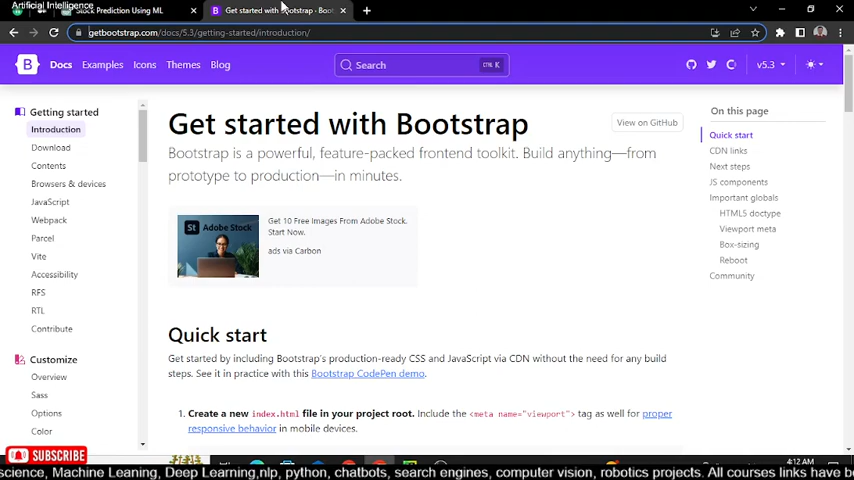 Artificial Intelligence
Stock Prediction Using ML
Get started with Bootstrap · Boo
getbootstrap.com/docs/5.3/getting-started/introduction/
B
Docs
Examples
Icons
Themes
Blog
Search
CTRL K
v5.3
Getting started
Introduction
Download
Contents
Browsers & devices
JavaScript
Webpack
Parcel
Vite
Accessibility
RFS
RTL
Contribute
Customize
Overview
Sass
Options
Color
Get started with Bootstrap
View on GitHub
Bootstrap is a powerful, feature-packed frontend toolkit. Build anything—from
prototype to production—in minutes.
St Adobe Stock
Get 10 Free Images From Adobe Stock.
Start Now.
ads via Carbon
Quick start
Get started by including Bootstrap's production-ready CSS and JavaScript via CDN without the need for any build
steps. See it in practice with this Bootstrap CodePen demo.
1. Create a new index.html file in your project root. Include the <meta name="viewport"> tag as well for proper
responsive behavior in mobile devices.
On this page
Quick start
CDN links
Next steps
JS components
Important globals
HTML5 doctype
Viewport meta
Box-sizing
Reboot
Community
SUBSCRIBE
4:12 AM
science, Machine Leaning, Deep Learning,nlp, python, chatbots, search engines, computer vision, robotics projects. All courses links have be